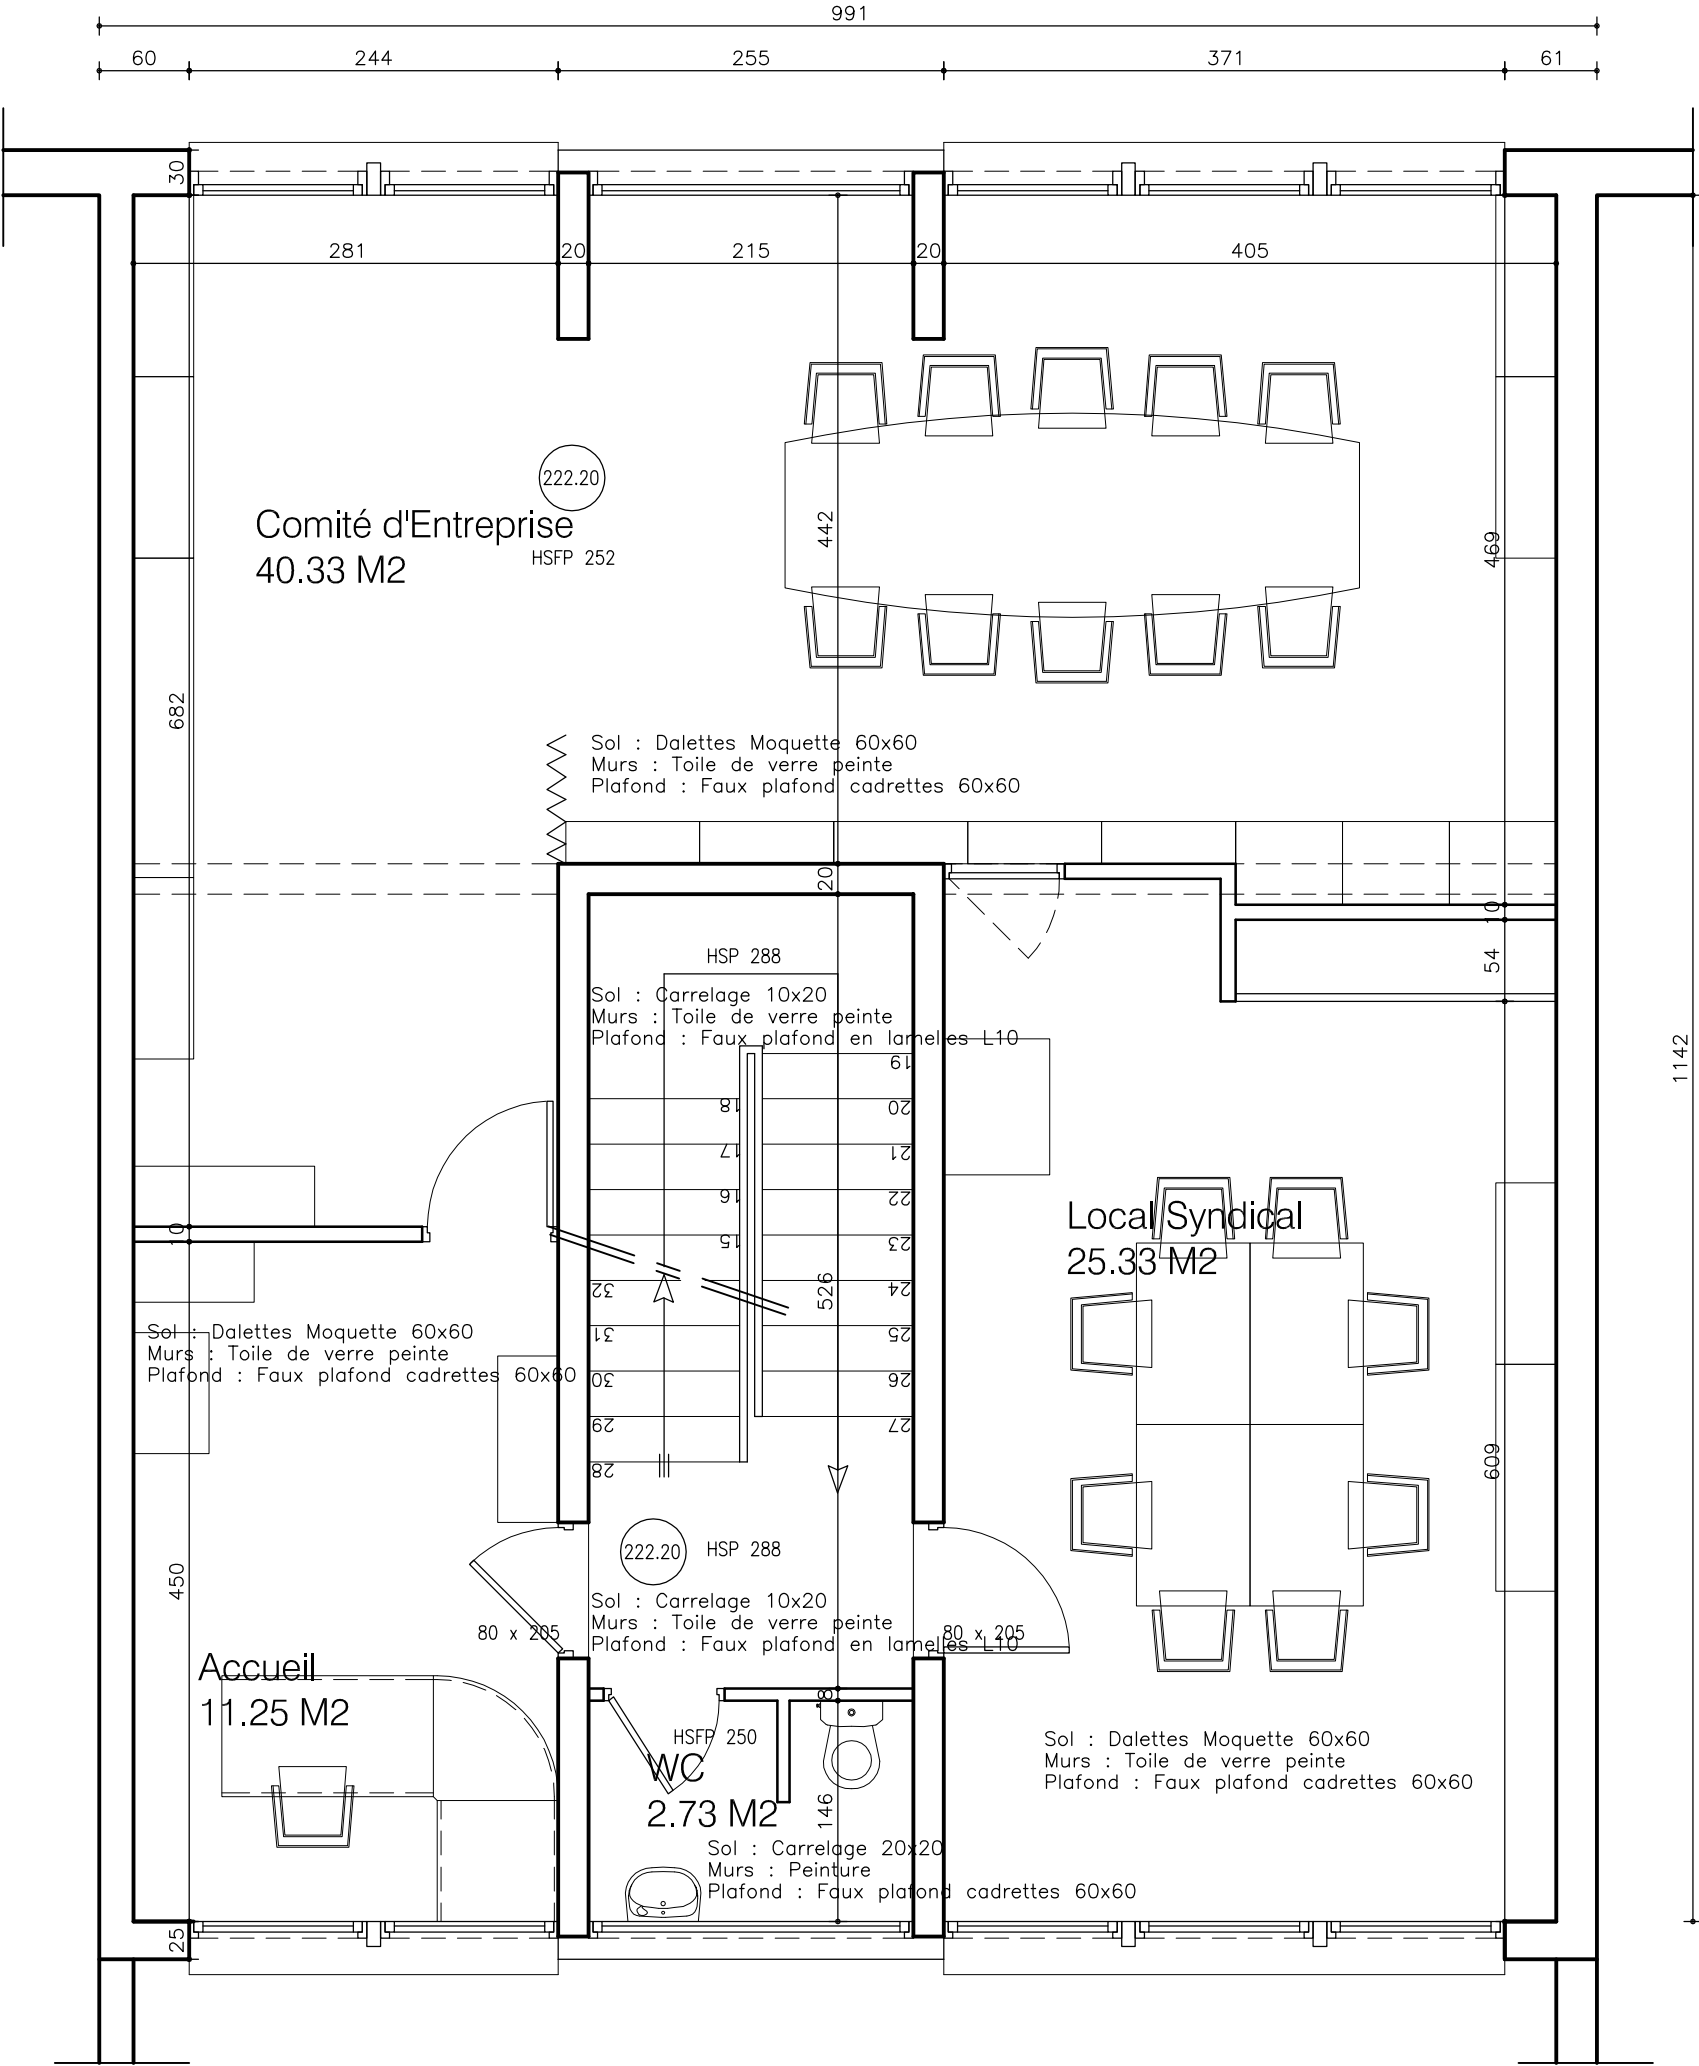 991
60
244
255
371
61
30
281
20
215
20
405
222.20
Comité d'Entreprise
40.33 M2
HSFP 252
442
469
682
Sol : Dalettes Moquette 60x60
Murs : Toile de verre peinte
Plafond : Faux plafond cadrettes 60x60
20
10
54
HSP 288
Sol : Carrelage 10x20
Murs : Toile de verre peinte
Plafond : Faux plafond en lamelles L10
1142
19
18
20
17
21
16
22
15
23
32
24
31
25
30
26
29
27
28
10
526
Local Syndical
25.33 M2
Sol : Dalettes Moquette 60x60
Murs : Toile de verre peinte
Plafond : Faux plafond cadrettes 60x60
609
450
222.20
HSP 288
Sol : Carrelage 10x20
Murs : Toile de verre peinte
Plafond : Faux plafond en lamelles L10
80 x 205
80 x 205
Accueil
11.25 M2
8
HSFP 250
WC
2.73 M2
146
Sol : Dalettes Moquette 60x60
Murs : Toile de verre peinte
Plafond : Faux plafond cadrettes 60x60
Sol : Carrelage 20x20
Murs : Peinture
Plafond : Faux plafond cadrettes 60x60
25